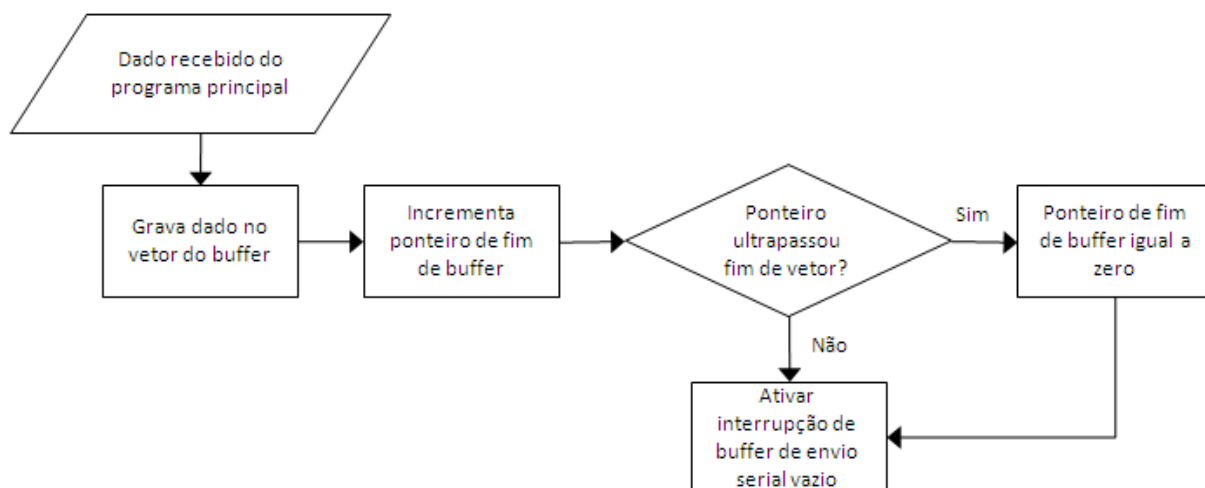 Dado recebido do
programa principal
Grava dado no
vetor do buffer
Incrementa
ponteiro de fim
de buffer
Ponteiro
ultrapassou
fim de vetor?
Sim
Ponteiro de fim
de buffer igual a
zero
Não
Ativar
interrupção de
buffer de envio
serial vazio